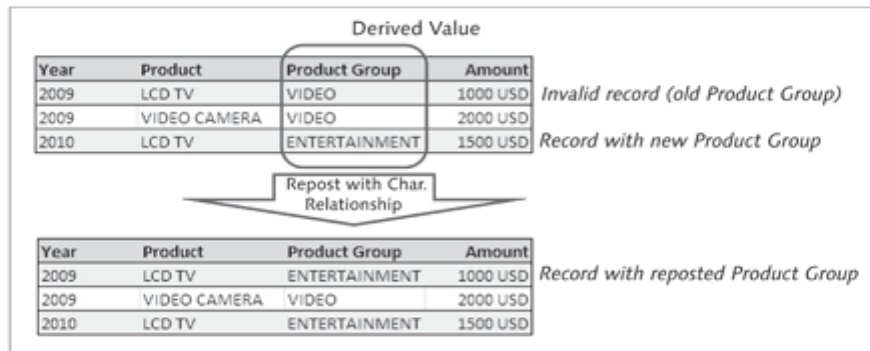 Derived Value
Year Product Product Group Amount
2009 LCD TV VIDEO 1000 USD Invalid record (old Product Group)
2009 VIDEO CAMERA VIDEO 2000 USD
2010 LCD TV ENTERTAINMENT 1500 USD Record with new Product Group
Repost with Char.
Relationship
Year Product Product Group Amount
2009 LCD TV ENTERTAINMENT 1000 USD Record with reposted Product Group
2009 VIDEO CAMERA VIDEO 2000 USD
2010 LCD TV ENTERTAINMENT 1500 USD